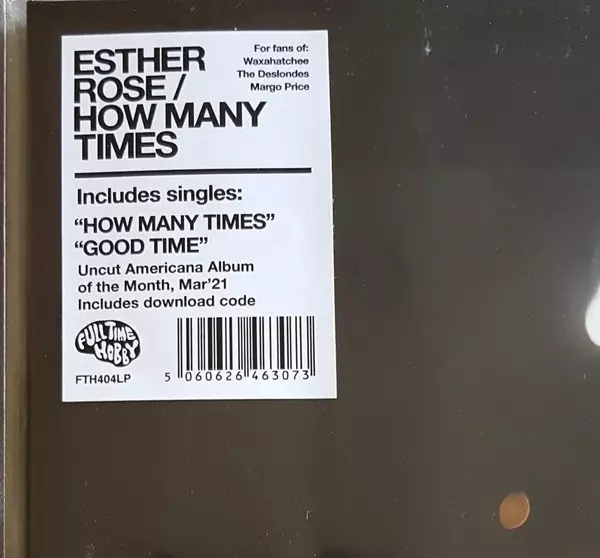 ESTHER
ROSE/
HOW MANY
TIMES
For fans of:
Waxahatchee
The Deslondes
Margo Price
Includes singles:
“HOW MANY TIMES”
“GOOD TIME”
Uncut Americana Album
of the Month, Mar’21
Includes download code
FULL TIME
HOBBY
FTH404LP
5 060626 463073